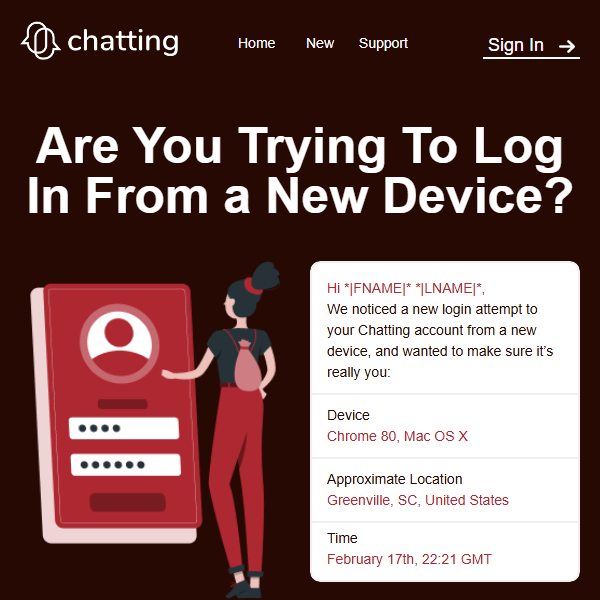 chatting
Home New Support
Sign In
Are You Trying To Log
In From a New Device?
Hi *|FNAME|* *|LNAME|*,
We noticed a new login attempt to
your Chatting account from a new
device, and wanted to make sure it’s
really you:
Device
Chrome 80, Mac OS X
Approximate Location
Greenville, SC, United States
Time
February 17th, 22:21 GMT